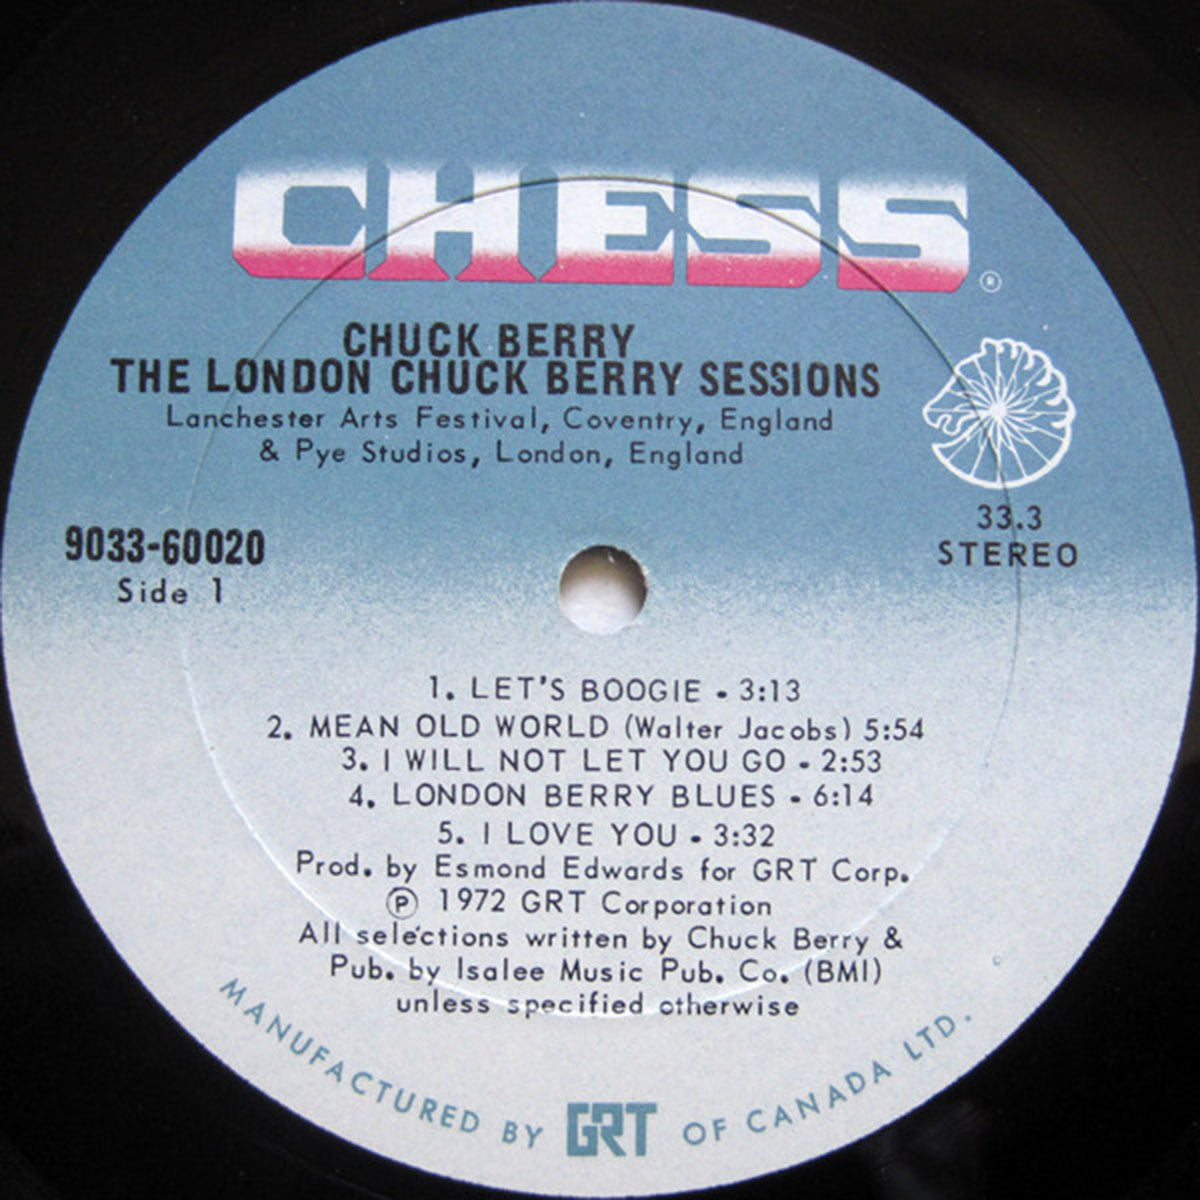 CHESS
®
CHUCK BERRY
THE LONDON CHUCK BERRY SESSIONS
Lanchester Arts Festival, Coventry, England
& Pye Studios, London, England
9033-60020
Side 1
33.3
STEREO
1. LET'S BOOGIE - 3:13
2. MEAN OLD WORLD (Walter Jacobs) 5:54
3. I WILL NOT LET YOU GO - 2:53
4. LONDON BERRY BLUES - 6:14
5. I LOVE YOU - 3:32
Prod. by Esmond Edwards for GRT Corp.
℗ 1972 GRT Corporation
All selections written by Chuck Berry &
Pub. by Isalee Music Pub. Co. (BMI)
unless specified otherwise
MANUFACTURED BY GRT OF CANADA LTD.